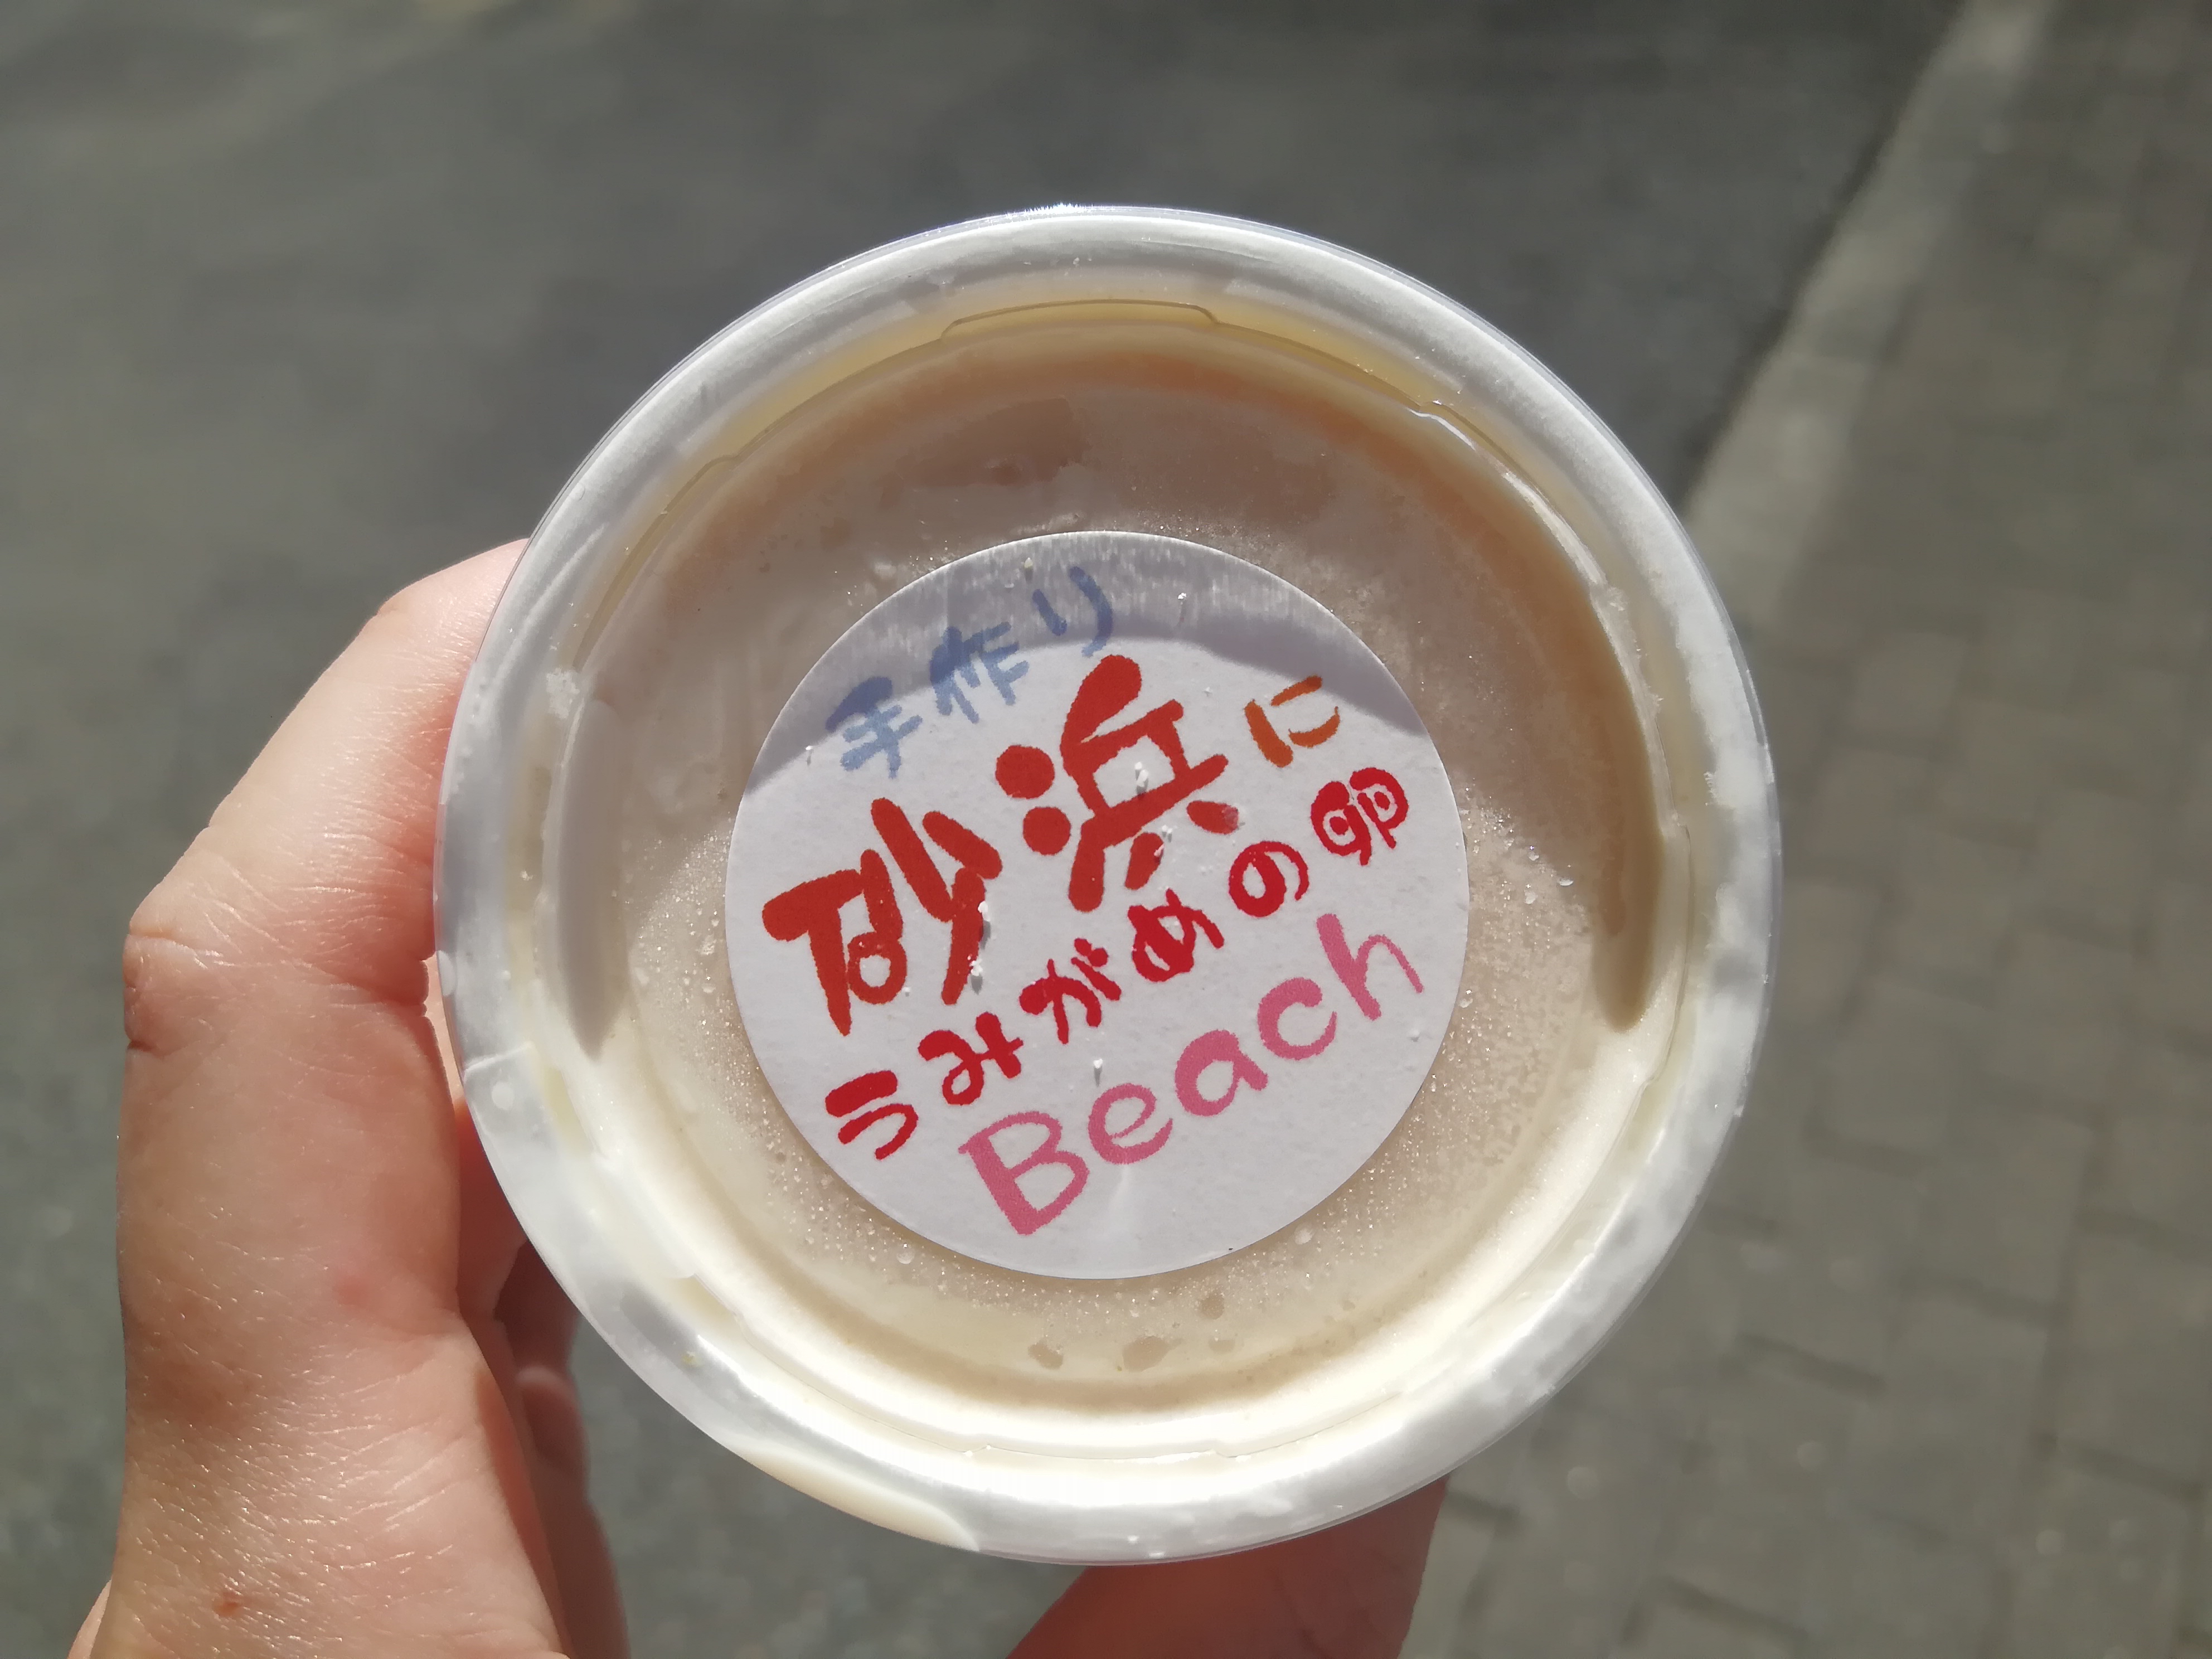 手作り
砂浜に
うみがめの卵
Beach